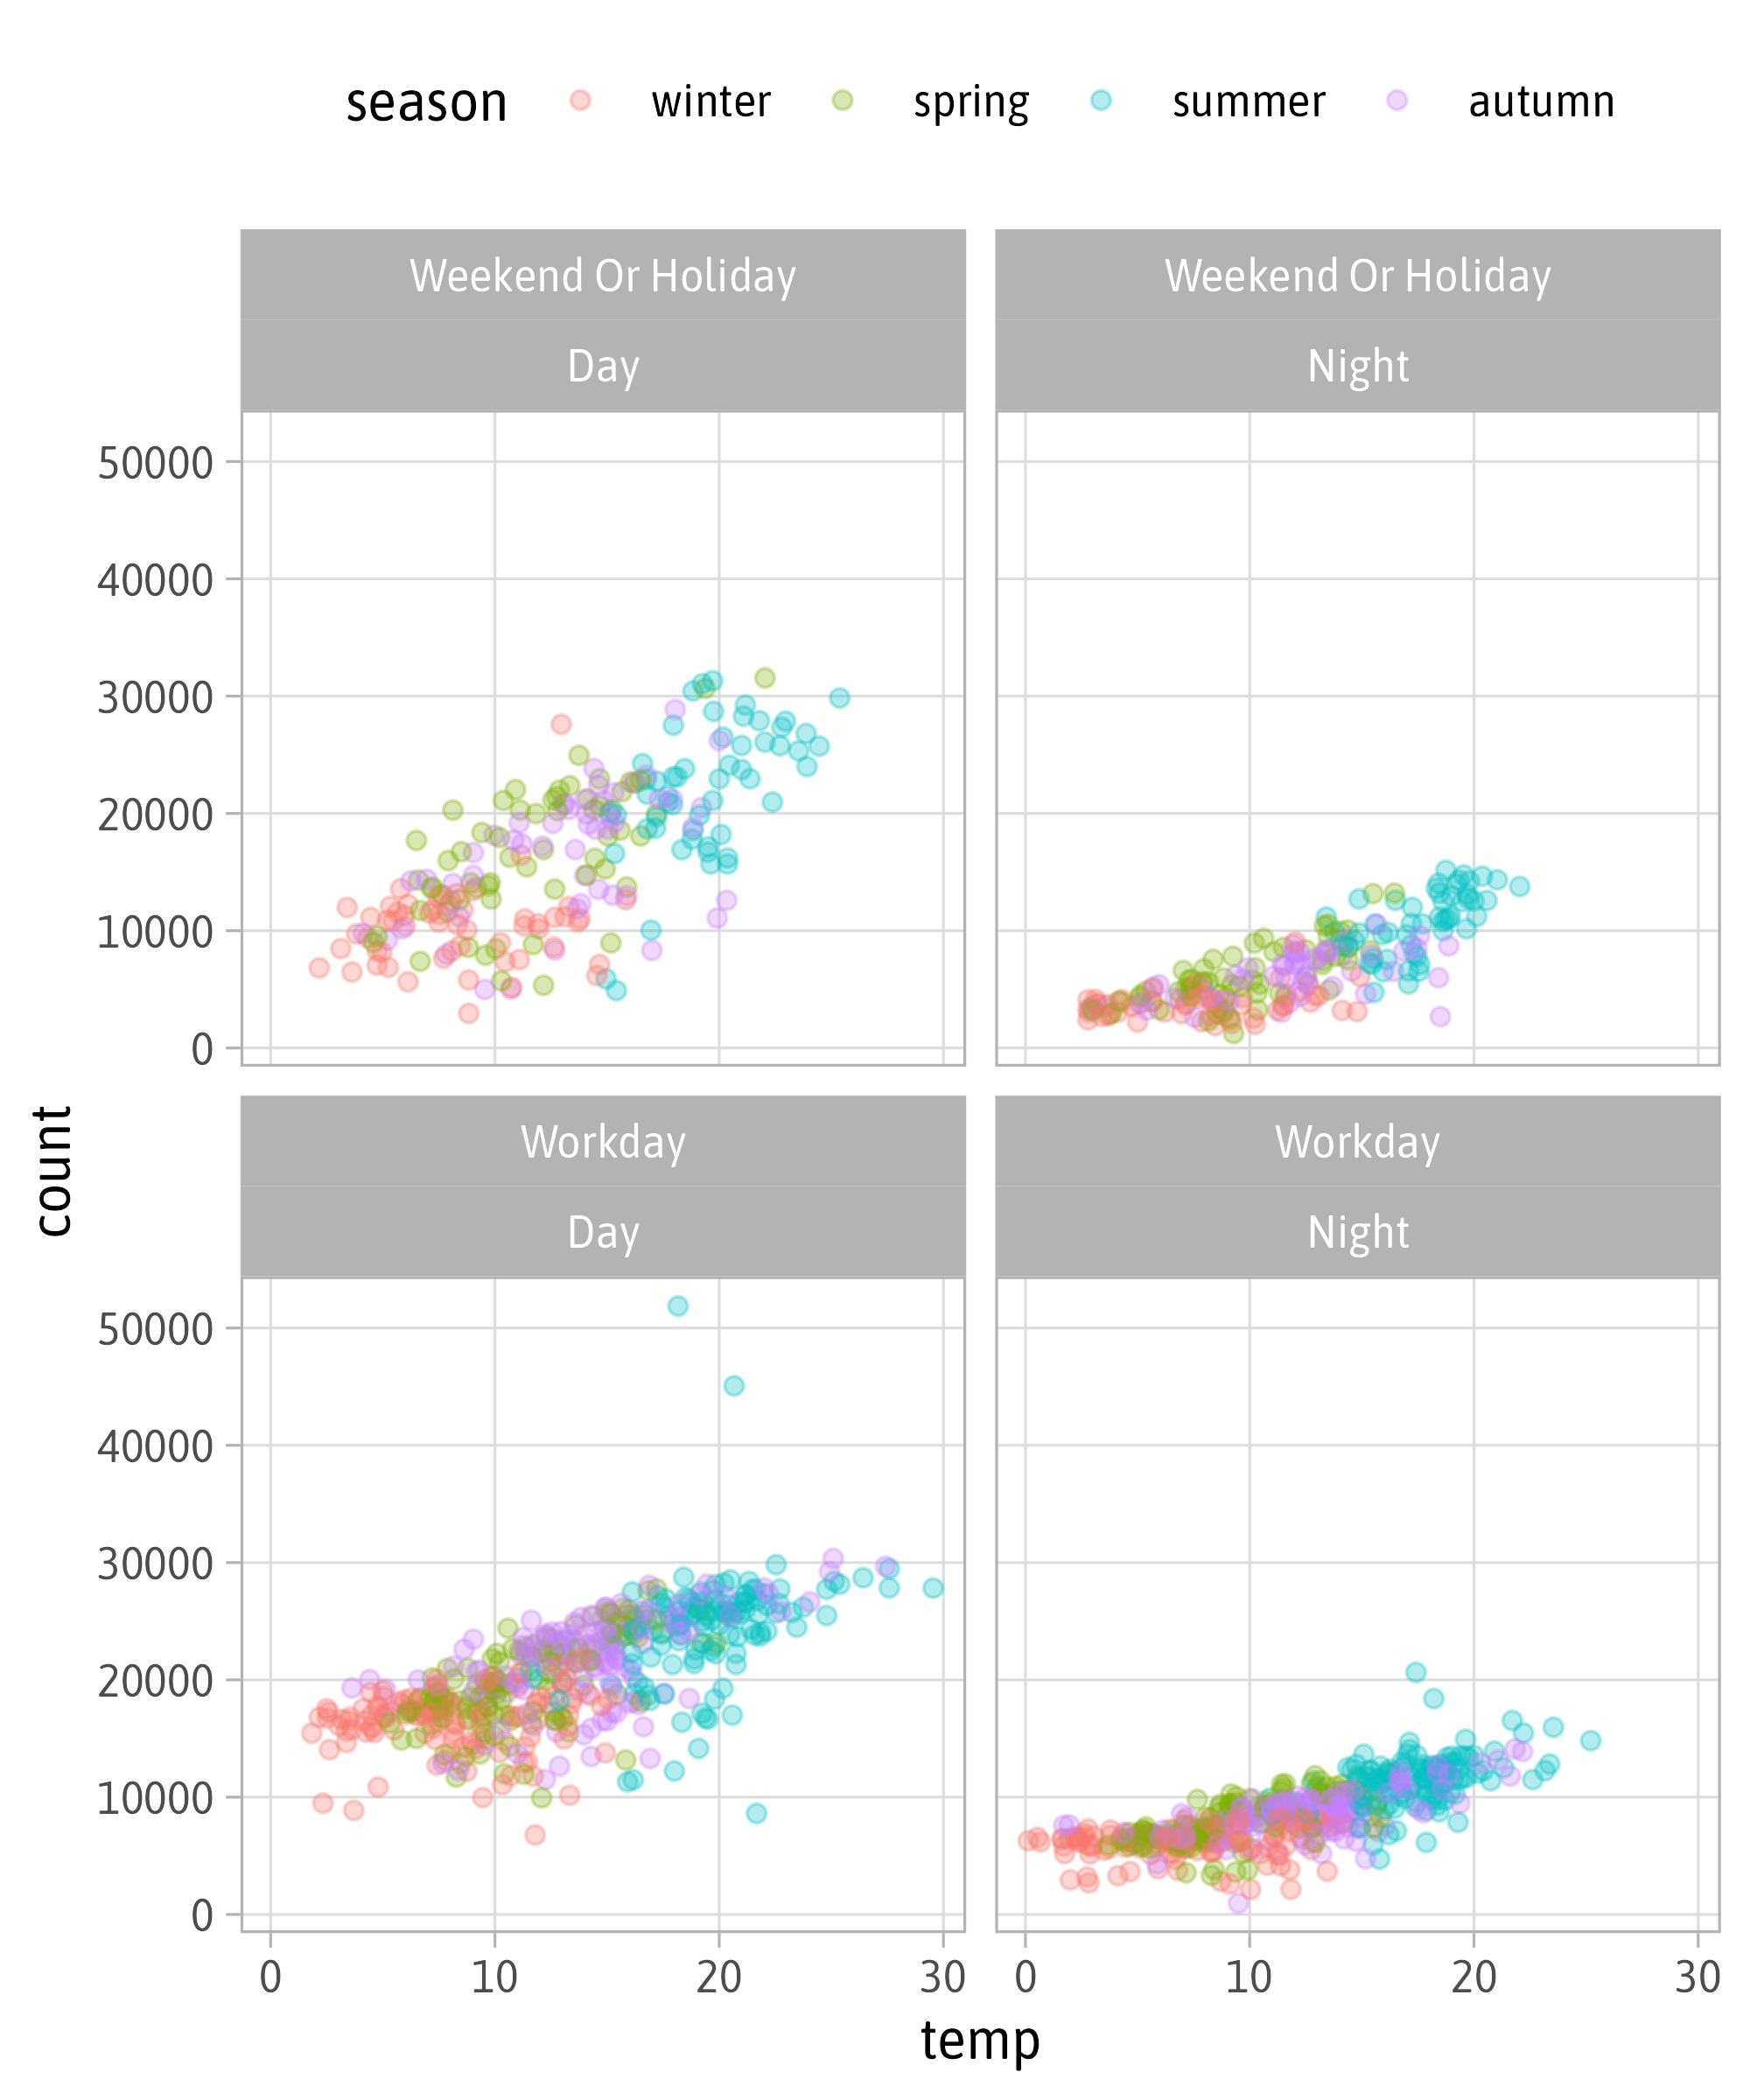 season winter spring summer autumn
Weekend Or Holiday Weekend Or Holiday
Day Night
50000
40000
30000
20000
10000
0
count
Workday Workday
Day Night
50000
40000
30000
20000
10000
0
0 10 20 30 0 10 20 30
temp